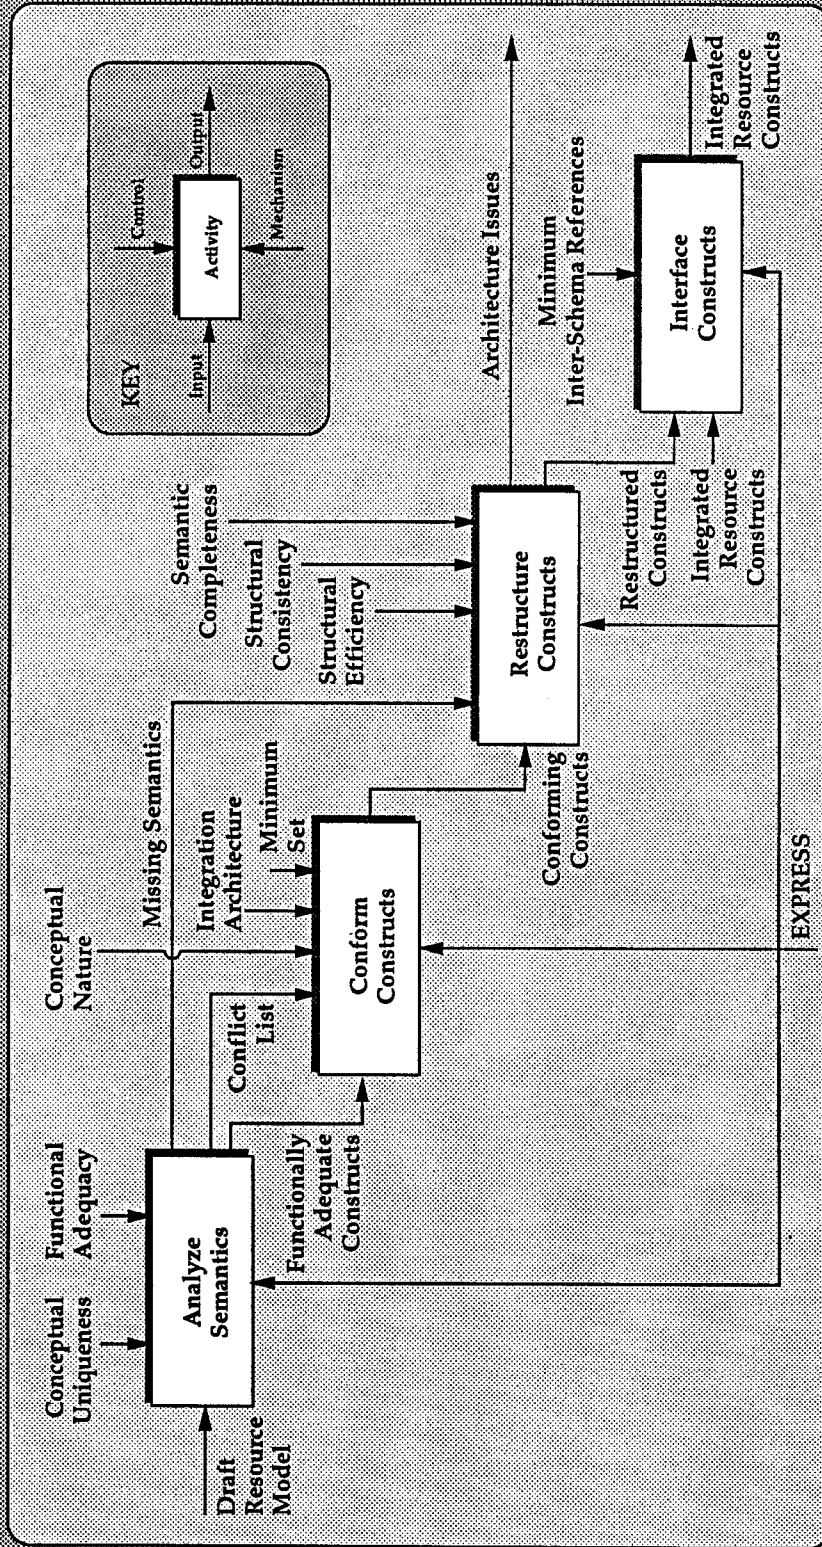 Conceptual
Uniqueness
Functional
Adequacy
Conceptual
Nature
Draft
Resource
Model
Analyze
Semantics
Missing Semantics
Conflict
List
Functionally
Adequate
Constructs
Integration
Architecture
Minimum
Set
Conform
Constructs
Conforming
Constructs
Semantic
Completeness
Structural
Consistency
Structural
Efficiency
Restructure
Constructs
Architecture Issues
Restructured
Constructs
Integrated
Resource
Constructs
Minimum
Inter-Schema References
Interface
Constructs
Integrated
Resource
Constructs
EXPRESS
KEY
Input
Control
Activity
Output
Mechanism